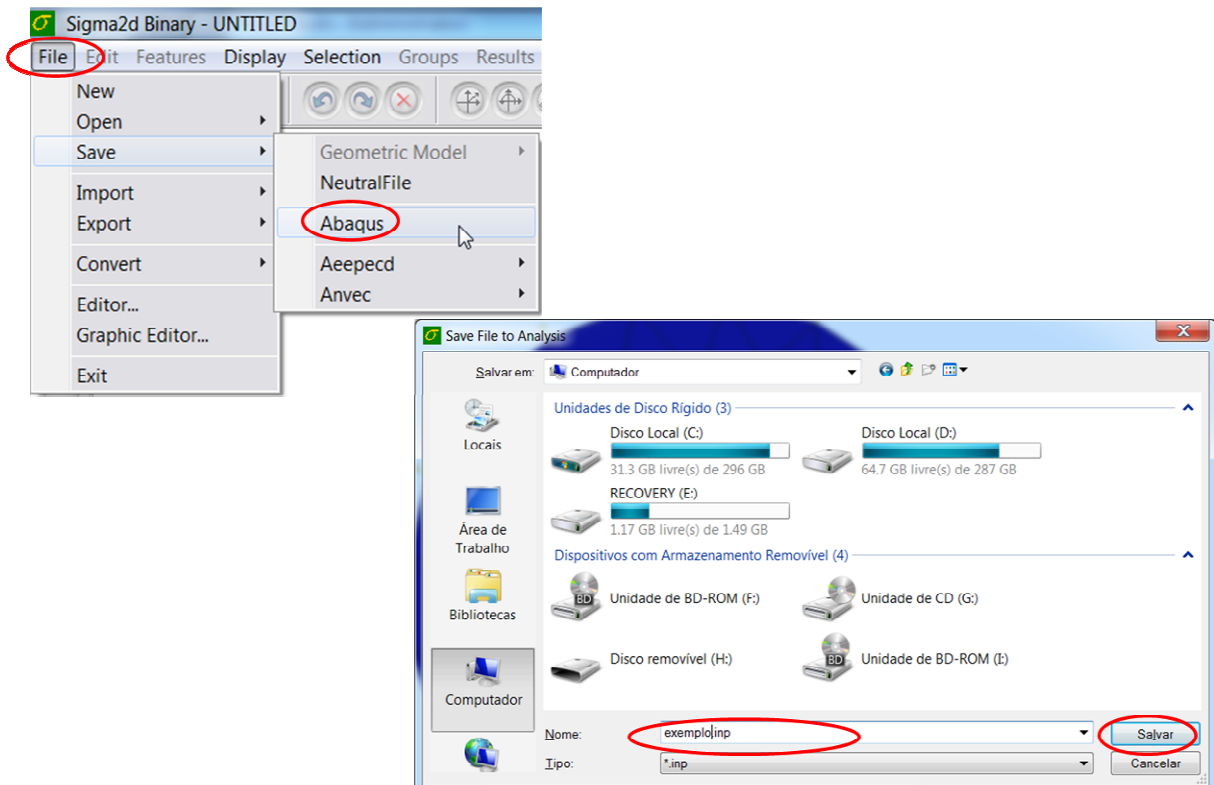 Sigma2d Binary - UNTITLED
File Edit Features Display Selection Groups Results
New
Open
Save
Import
Export
Convert
Editor...
Graphic Editor...
Exit
Geometric Model
NeutralFile
Abaqus
Aeepecd
Anvec
Save File to Analysis
Salvar em: Computador
Locais
Área de
Trabalho
Bibliotecas
Computador
Unidades de Disco Rígido (3)
Disco Local (C:) Disco Local (D:)
31.3 GB livre(s) de 296 GB 64.7 GB livre(s) de 287 GB
RECOVERY (E:)
1.17 GB livre(s) de 1.49 GB
Dispositivos com Armazenamento Removível (4)
BD Unidade de BD-ROM (F:) Unidade de CD (G:)
Disco removível (H:) BD Unidade de BD-ROM (I:)
Nome: exemplo.inp Salvar
Tipo: *.inp Cancelar